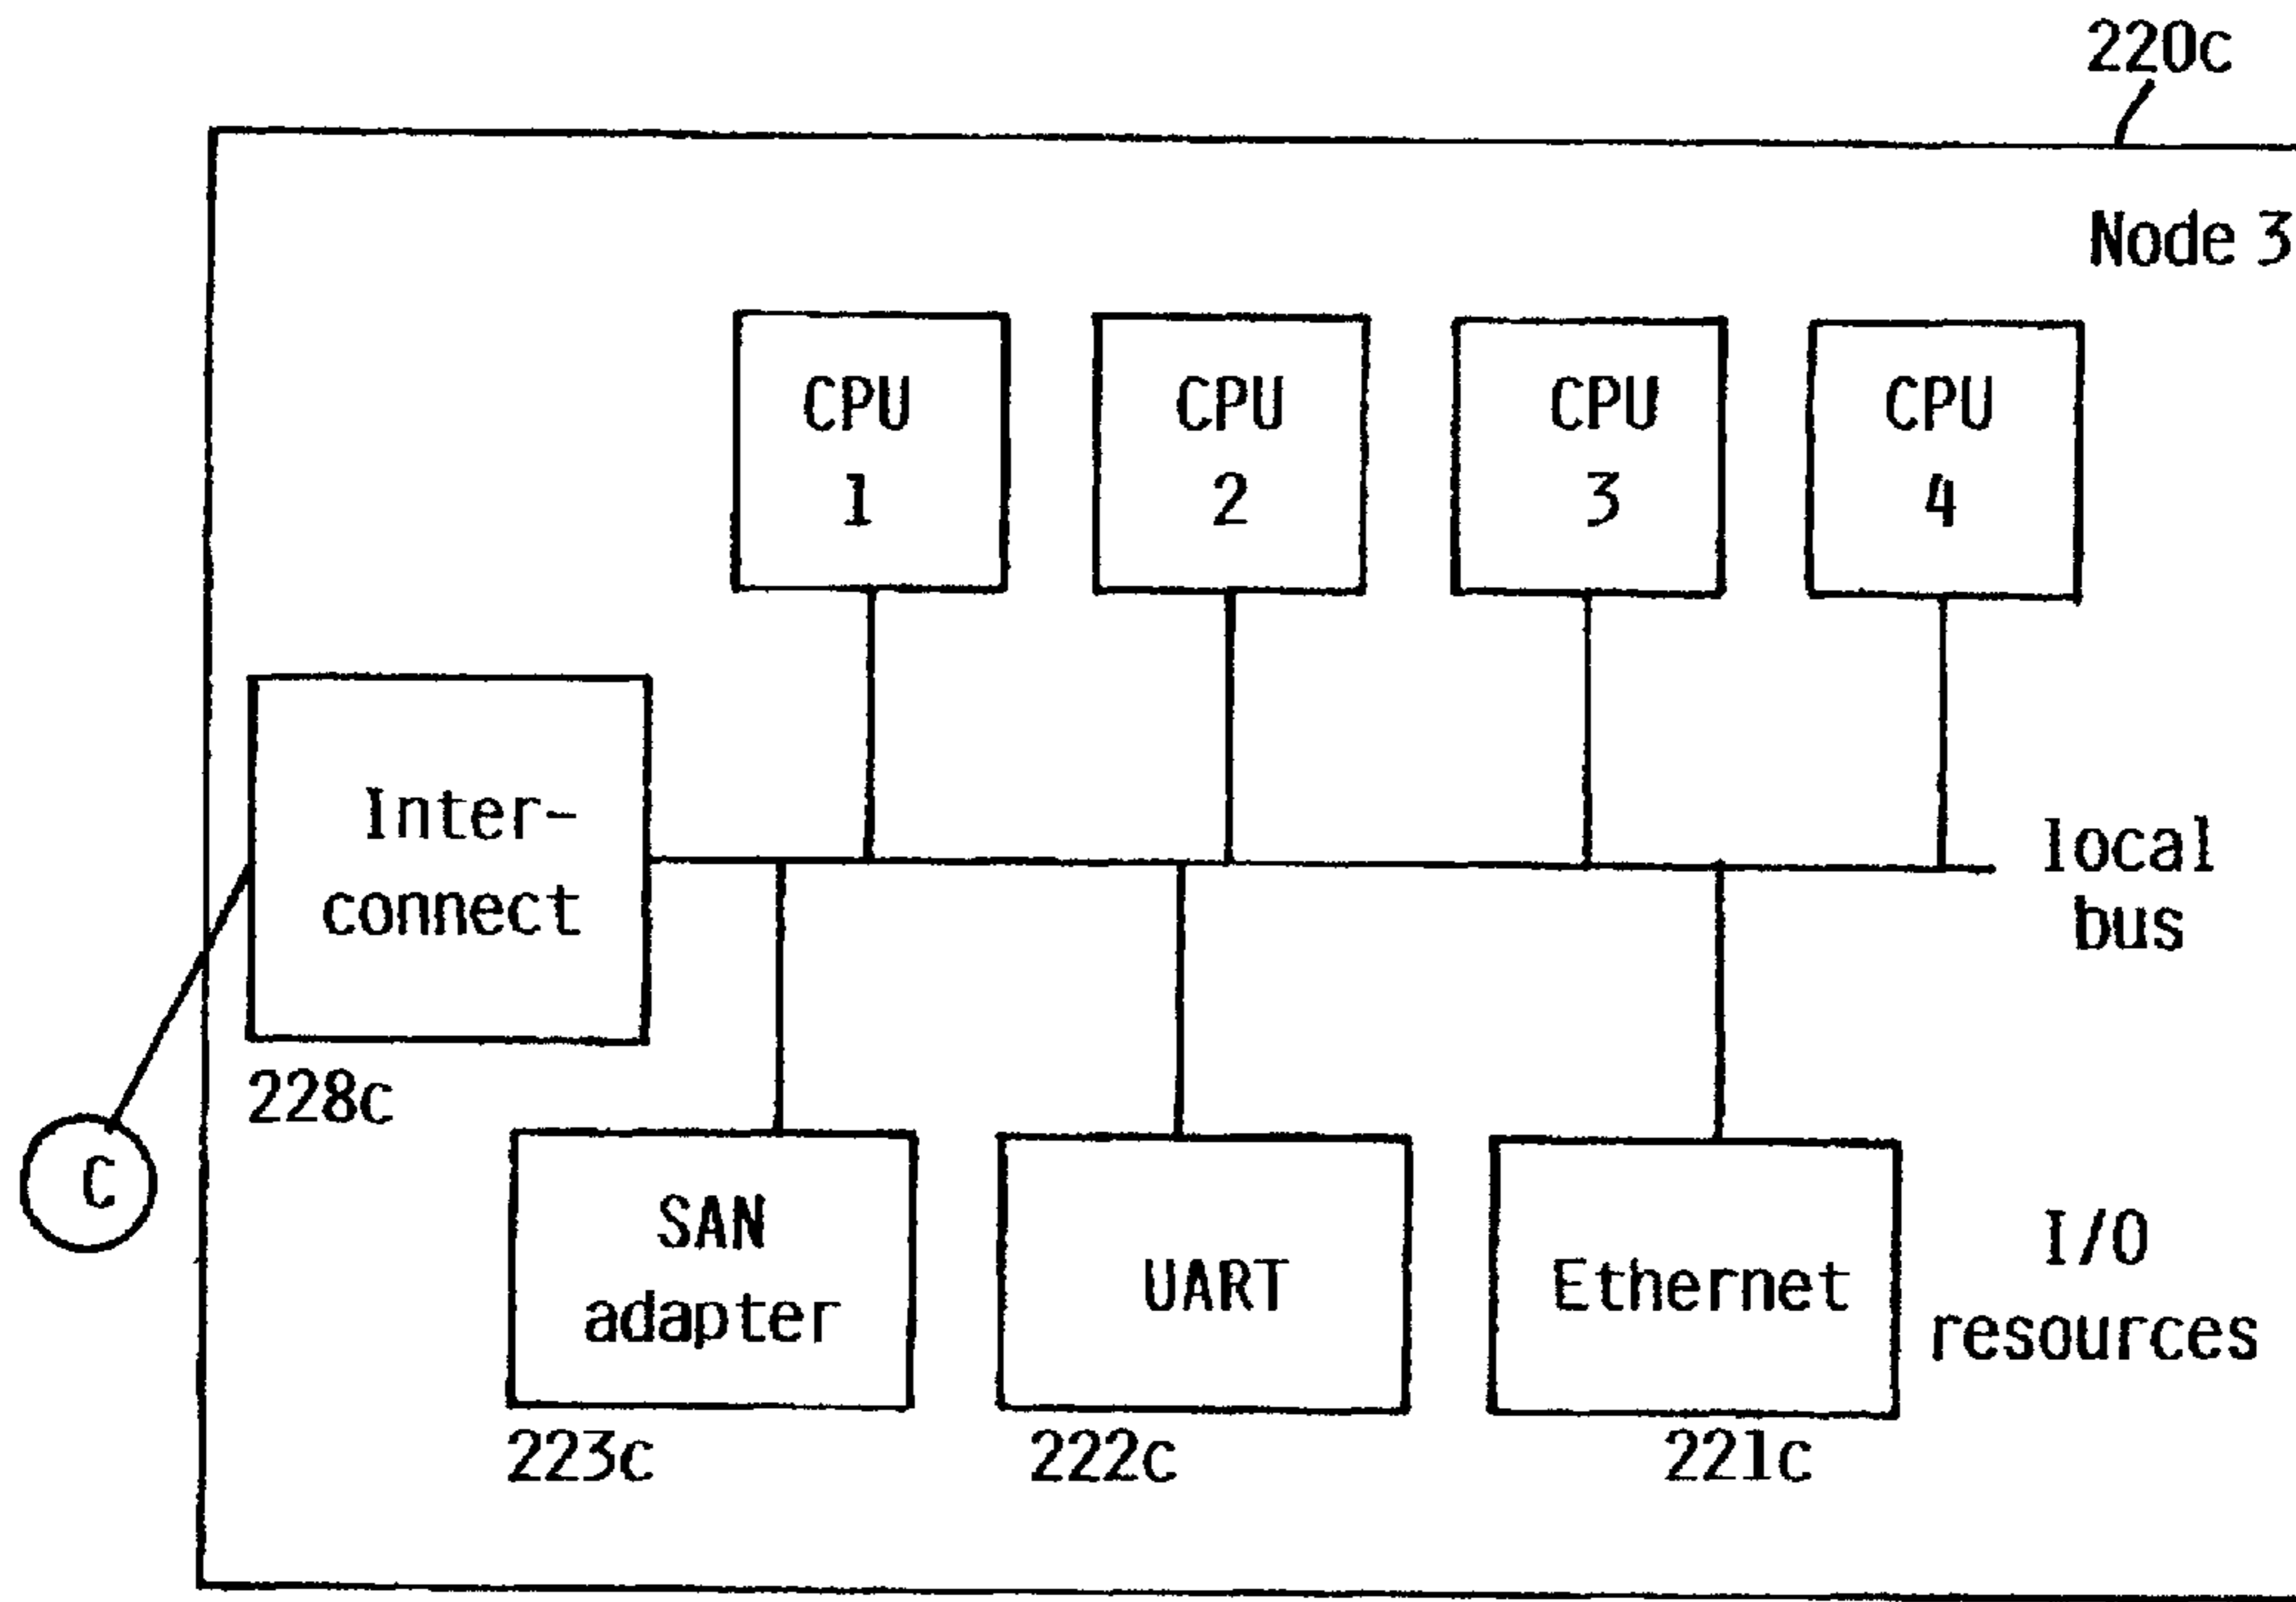 220c
Node 3
CPU
1
CPU
2
CPU
3
CPU
4
Inter-
connect
local
bus
228c
C
SAN
adapter
UART
Ethernet
I/O
resources
223c
222c
221c